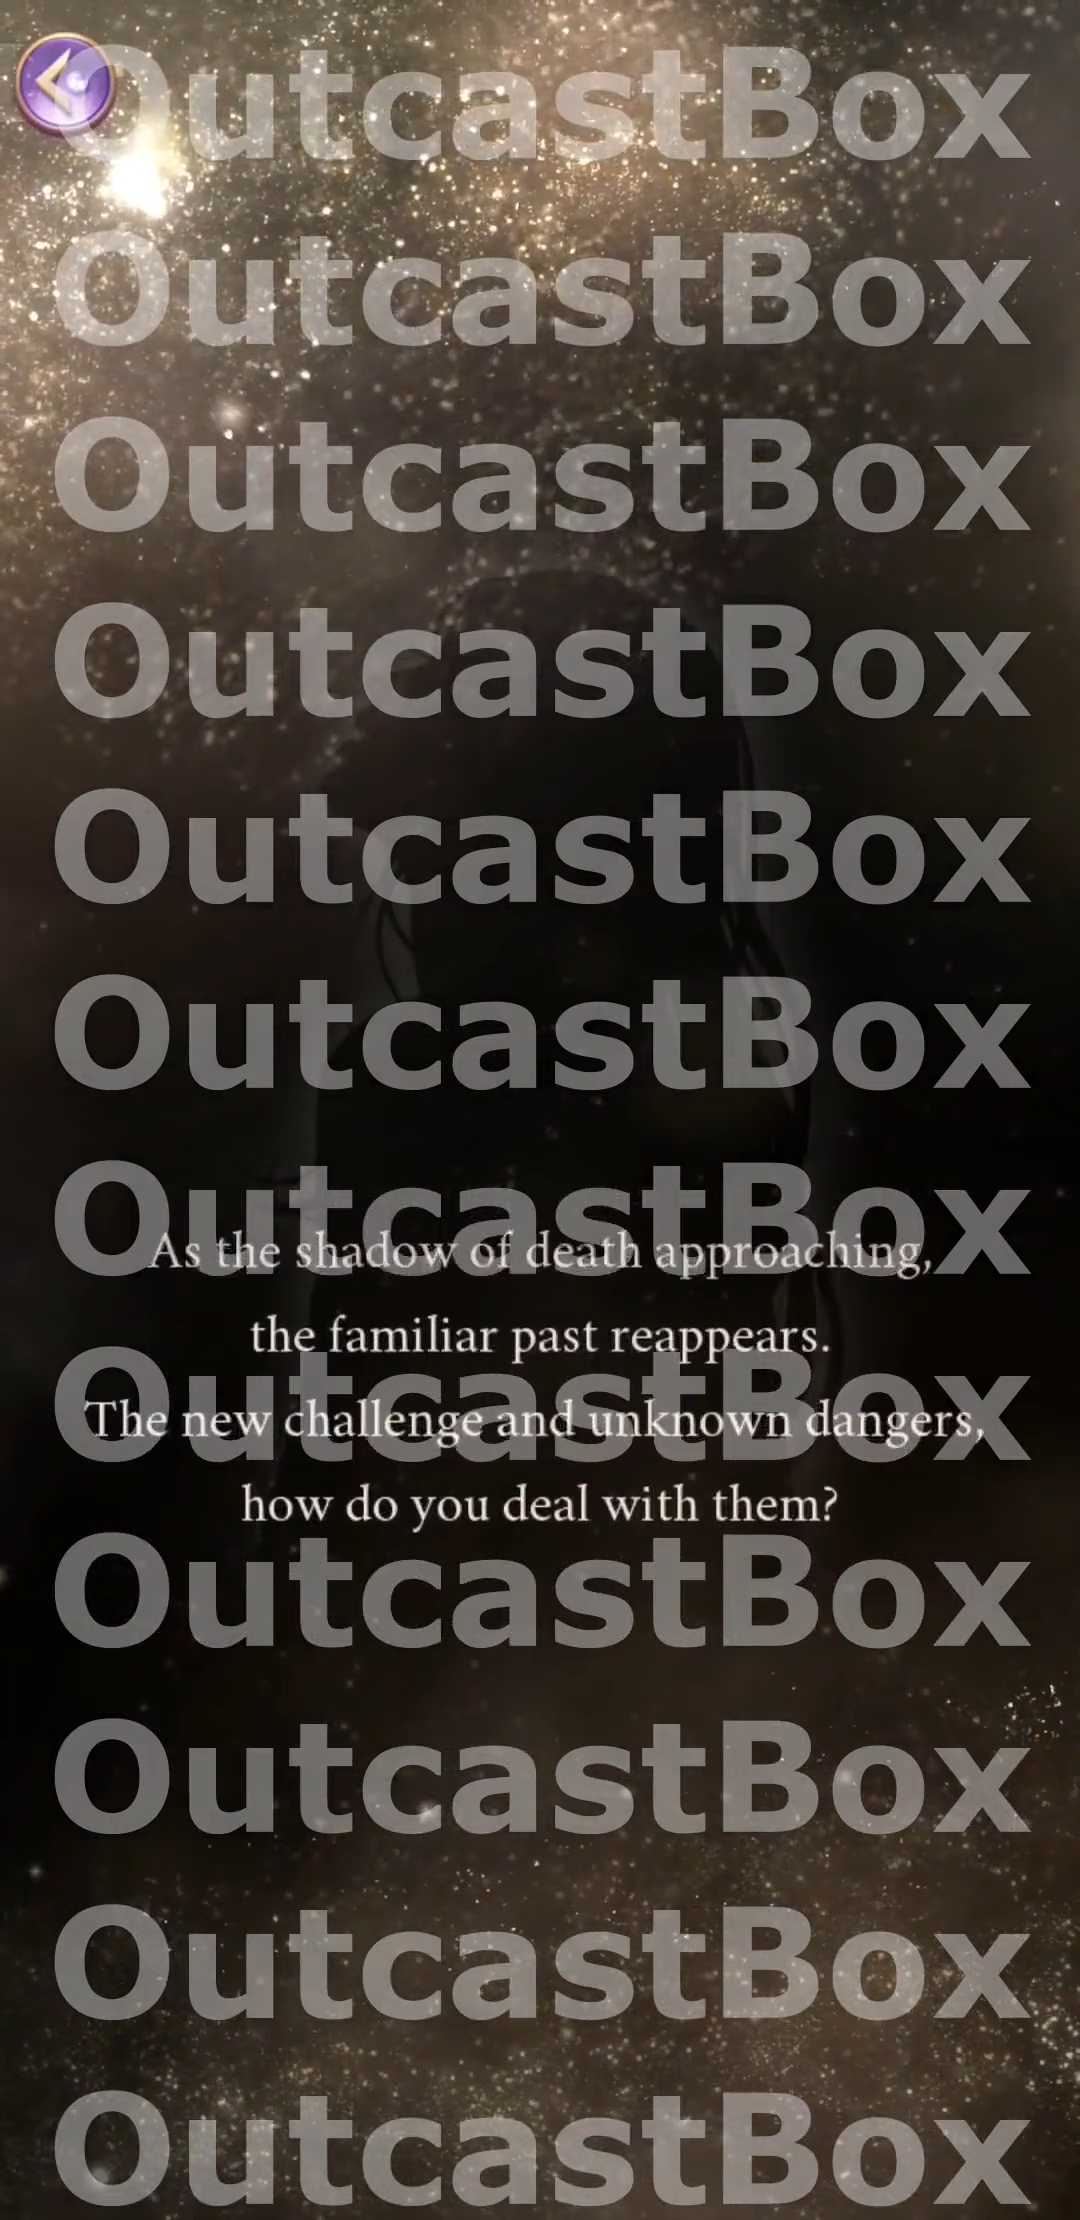 OutcastBox
OutcastBox
OutcastBox
OutcastBox
OutcastBox
OutcastBox
OutcastBox
As the shadow of death approaching,
the familiar past reappears.
OutcastBox
The new challenge and unknown dangers,
how do you deal with them?
OutcastBox
OutcastBox
OutcastBox
OutcastBox